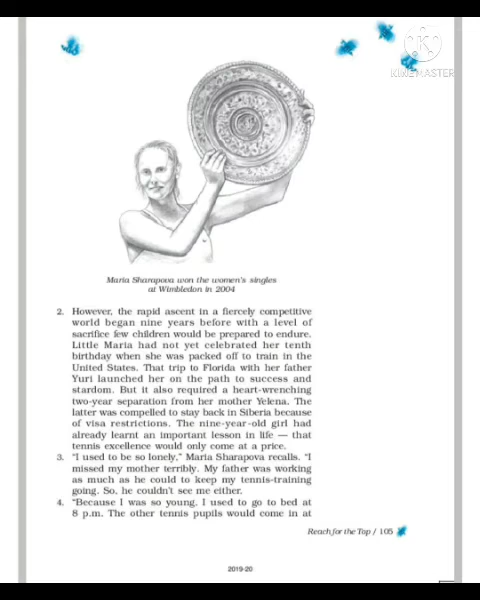 KINEMASTER
Maria Sharapova won the women's singles
at Wimbledon in 2004
2. However, the rapid ascent in a fiercely competitive
world began nine years before with a level of
sacrifice few children would be prepared to endure.
Little Maria had not yet celebrated her tenth
birthday when she was packed off to train in the
United States. That trip to Florida with her father
Yuri launched her on the path to success and
stardom. But it also required a heart-wrenching
two-year separation from her mother Yelena. The
latter was compelled to stay back in Siberia because
of visa restrictions. The nine-year-old girl had
already learnt an important lesson in life — that
tennis excellence would only come at a price.
3. "I used to be so lonely," Maria Sharapova recalls. "I
missed my mother terribly. My father was working
as much as he could to keep my tennis-training
going. So, he couldn't see me either.
4. "Because I was so young, I used to go to bed at
8 p.m. The other tennis pupils would come in at
Reach for the Top / 105
2019-20